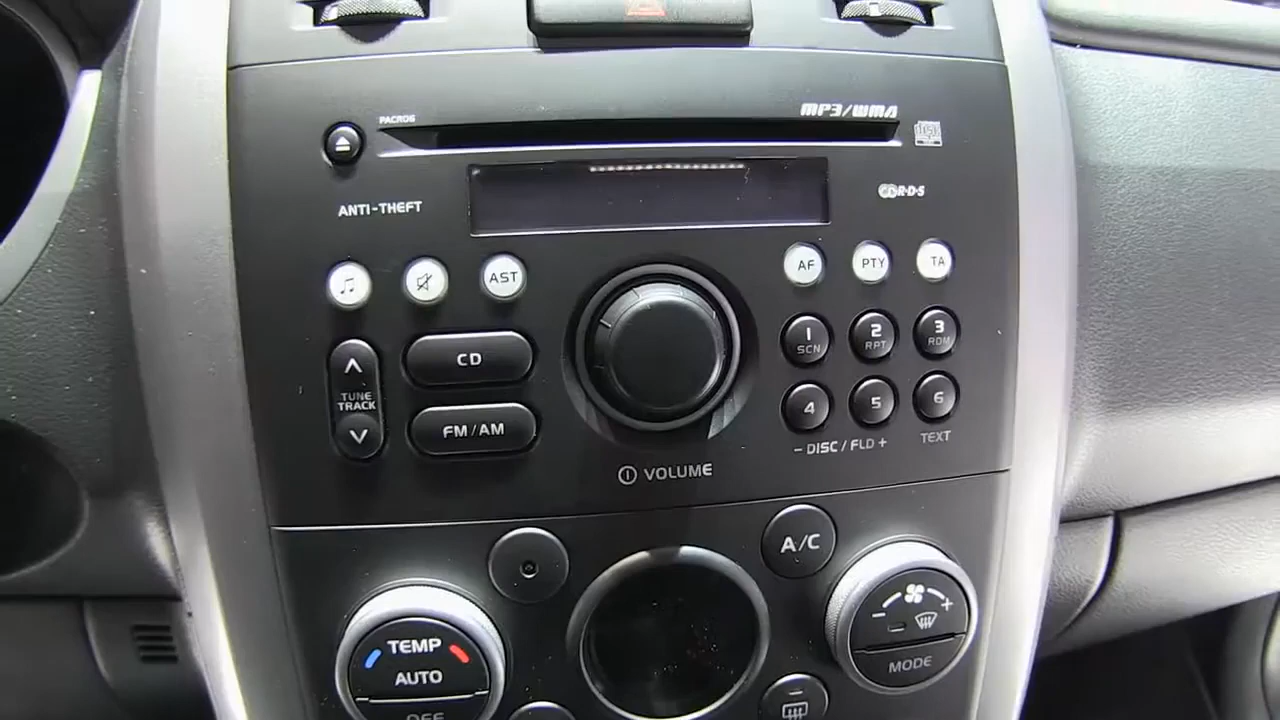 MP3/WMA
PACR06
ANTI-THEFT
R·D·S
AST
AF
PTY
TA
CD
TUNE
TRACK
FM/AM
1
SCN
2
RPT
3
RDM
4
5
6
- DISC / FLD +
TEXT
VOLUME
A/C
TEMP
AUTO
OFF
- +
MODE